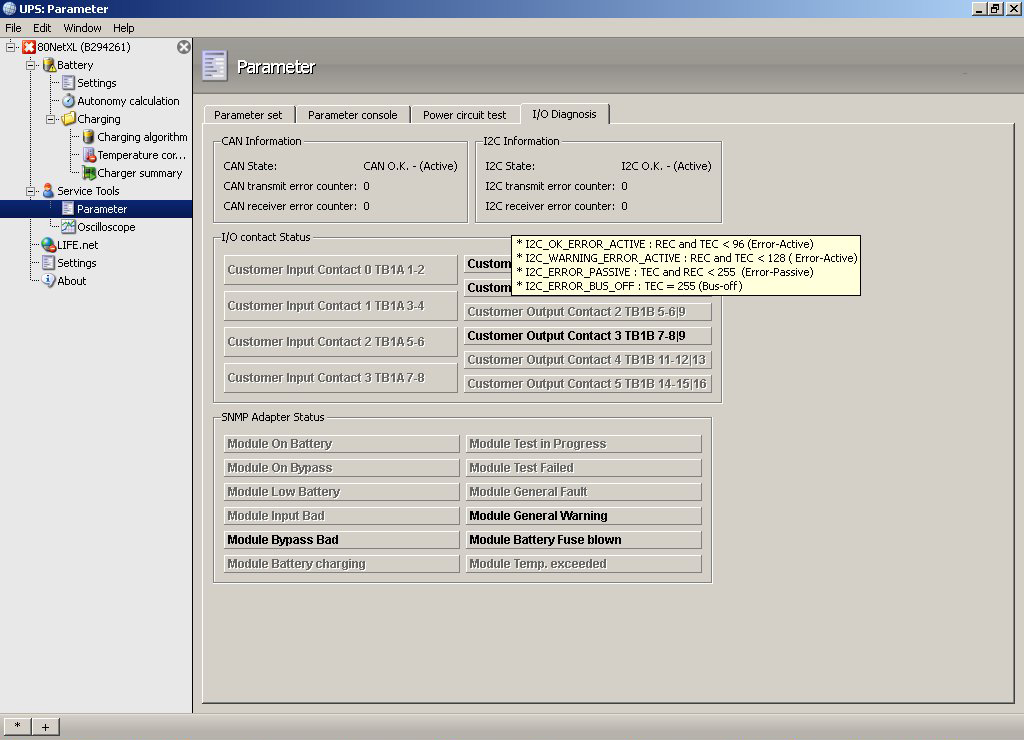 UPS: Parameter
File Edit Window Help
80NetXL (B294261)
Battery
Settings
Autonomy calculation
Charging
Charging algorithm
Temperature cor...
Charger summary
Service Tools
Parameter
Oscilloscope
LIFE.net
Settings
About
Parameter
Parameter set Parameter console Power circuit test I/O Diagnosis
CAN Information
CAN State: CAN O.K. - (Active)
CAN transmit error counter: 0
CAN receiver error counter: 0
I2C Information
I2C State: I2C O.K. - (Active)
I2C transmit error counter: 0
I2C receiver error counter: 0
* I2C_OK_ERROR_ACTIVE : REC and TEC < 96 (Error-Active)
* I2C_WARNING_ERROR_ACTIVE : REC and TEC < 128 ( Error-Active)
* I2C_ERROR_PASSIVE : TEC and REC < 255 (Error-Passive)
* I2C_ERROR_BUS_OFF : TEC = 255 (Bus-off)
I/O contact Status
Customer Input Contact 0 TB1A 1-2
Customer Input Contact 1 TB1A 3-4
Customer Input Contact 2 TB1A 5-6
Customer Input Contact 3 TB1A 7-8
Custom
Custom
Customer Output Contact 2 TB1B 5-6|9
Customer Output Contact 3 TB1B 7-8|9
Customer Output Contact 4 TB1B 11-12|13
Customer Output Contact 5 TB1B 14-15|16
SNMP Adapter Status
Module On Battery
Module On Bypass
Module Low Battery
Module Input Bad
Module Bypass Bad
Module Battery charging
Module Test in Progress
Module Test Failed
Module General Fault
Module General Warning
Module Battery Fuse blown
Module Temp. exceeded
* +